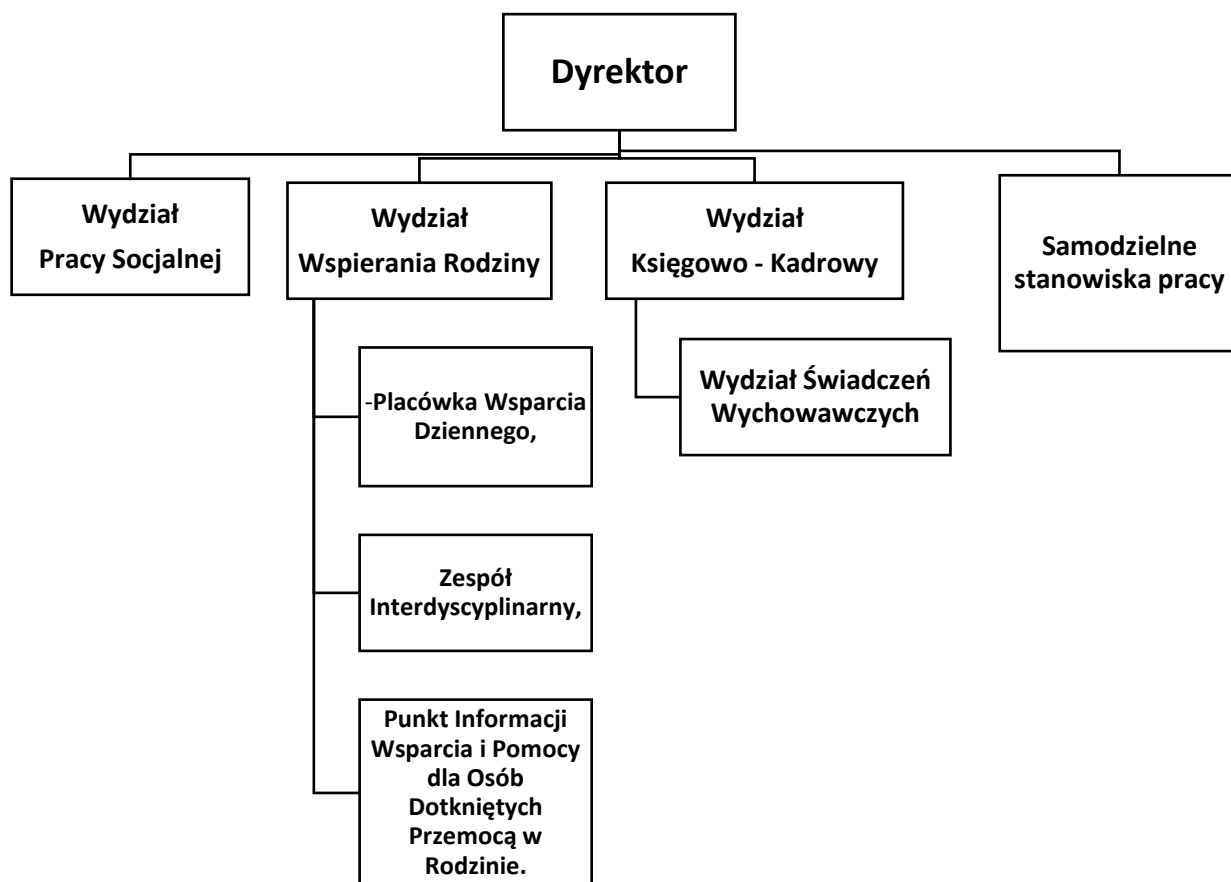 Dyrektor
Wydział
Pracy Socjalnej
Wydział
Wspierania Rodziny
Wydział
Księgowo - Kadrowy
Samodzielne
stanowiska pracy
-Placówka Wsparcia
Dziennego,
Wydział Świadczeń
Wychowawczych
Zespół
Interdyscyplinarny,
Punkt Informacji
Wsparcia i Pomocy
dla Osób
Dotkniętych
Przemocą w
Rodzinie.